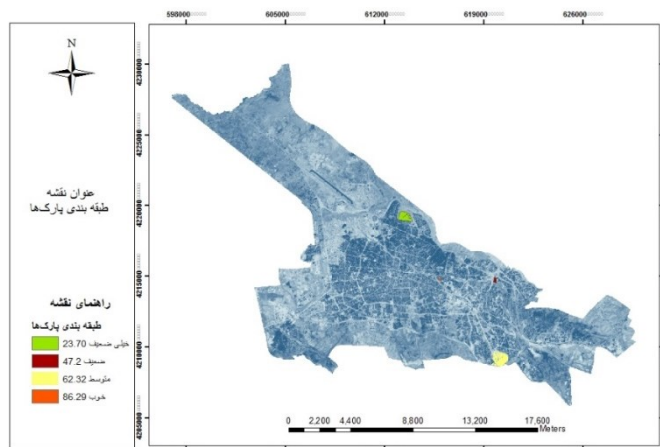 598000 605000 612000 619000 626000
N
4230000
4225000
4220000
4215000
4210000
4205000
عنوان نقشه
طبقه بندی پارک‌ها
راهنمای نقشه
طبقه بندی پارک‌ها
خیلی ضعیف 23.70
ضعیف 47.2
متوسط 62.32
خوب 86.29
0 2,200 4,400 8,800 13,200 17,600
Meters